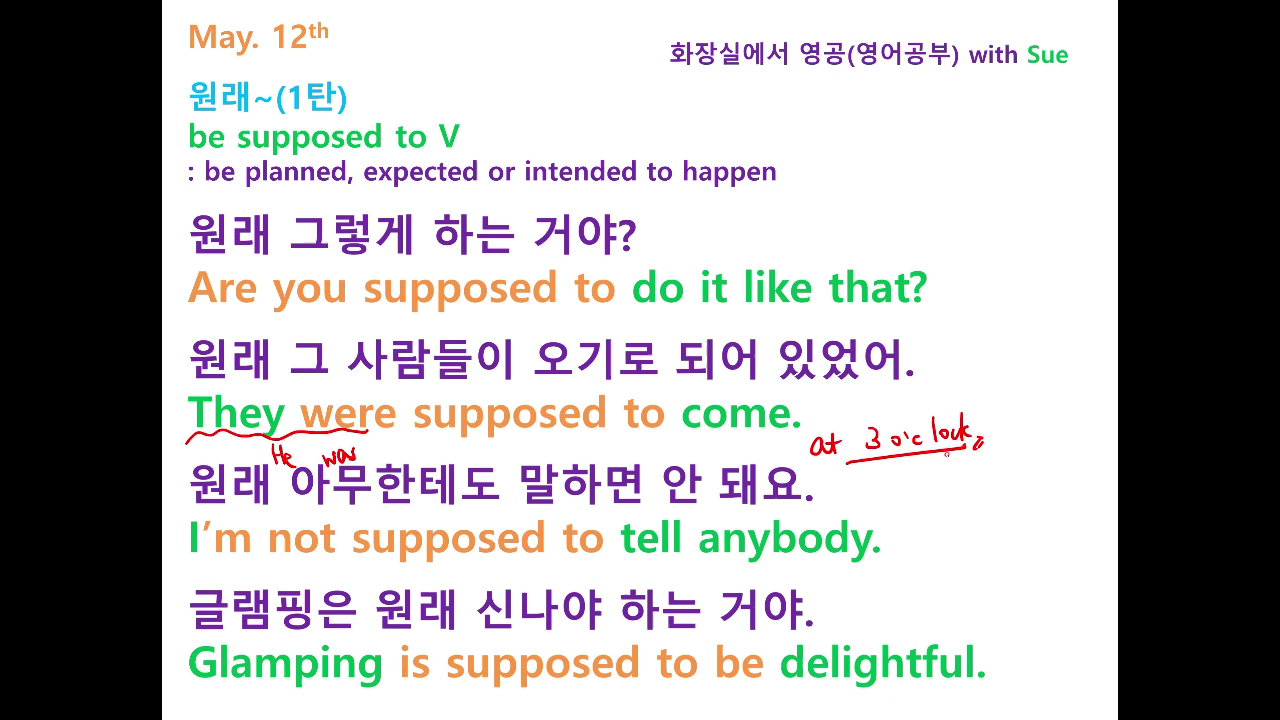 May. 12th
화장실에서 영공(영어공부) with Sue
원래~(1탄)
be supposed to V
: be planned, expected or intended to happen
원래 그렇게 하는 거야?
Are you supposed to do it like that?
원래 그 사람들이 오기로 되어 있었어.
They were supposed to come.
at 3 o'clock
He was
원래 아무한테도 말하면 안 돼요.
I'm not supposed to tell anybody.
글램핑은 원래 신나야 하는 거야.
Glamping is supposed to be delightful.